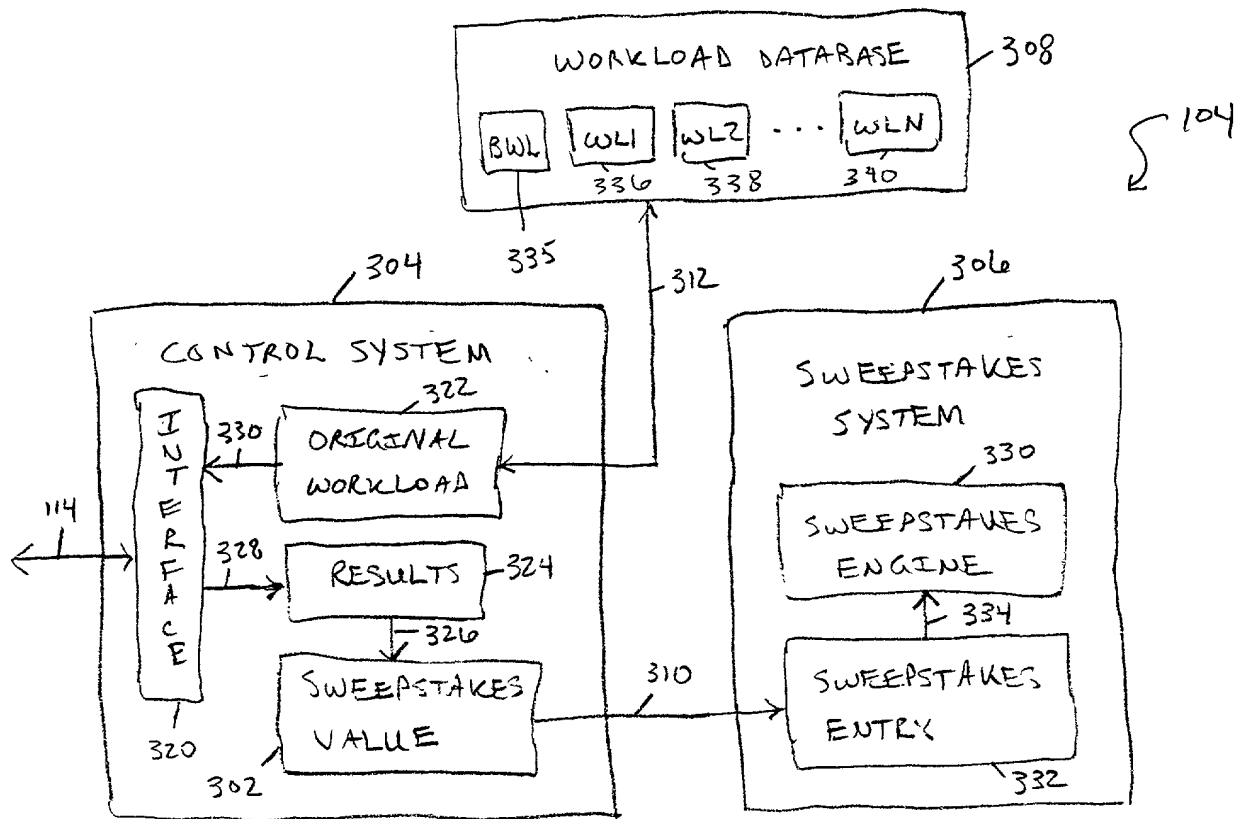 WORKLOAD DATABASE
308
104
BWL
WL1
WL2
...
WLN
336
338
340
335
304
312
306
CONTROL SYSTEM
322
INTERFACE
330
ORIGINAL
WORKLOAD
114
328
RESULTS
324
326
SWEEPSTAKES
VALUE
320
302
310
SWEEPSTAKES
SYSTEM
330
SWEEPSTAKES
ENGINE
334
SWEEPSTAKES
ENTRY
332